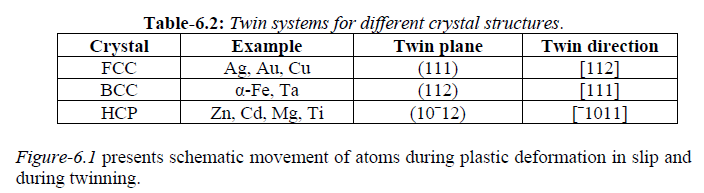 Table-6.2: Twin systems for different crystal structures.
Crystal Example Twin plane Twin direction
FCC Ag, Au, Cu (111) [112]
BCC α-Fe, Ta (112) [111]
HCP Zn, Cd, Mg, Ti (10¯12) [¯1011]
Figure-6.1 presents schematic movement of atoms during plastic deformation in slip and
during twinning.